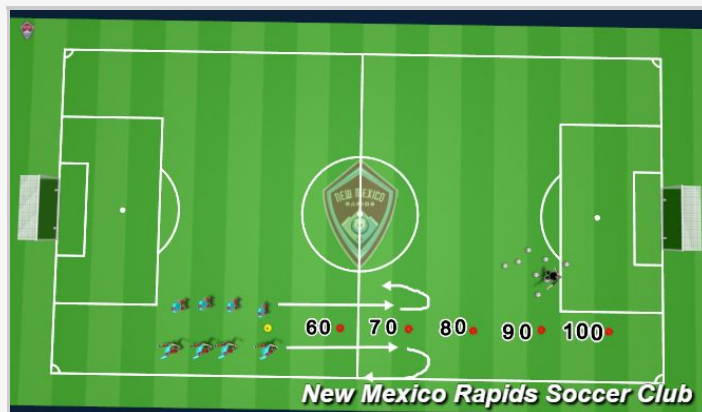 NEW MEXICO
RAPIDS
60 70 80 90 100
New Mexico Rapids Soccer Club